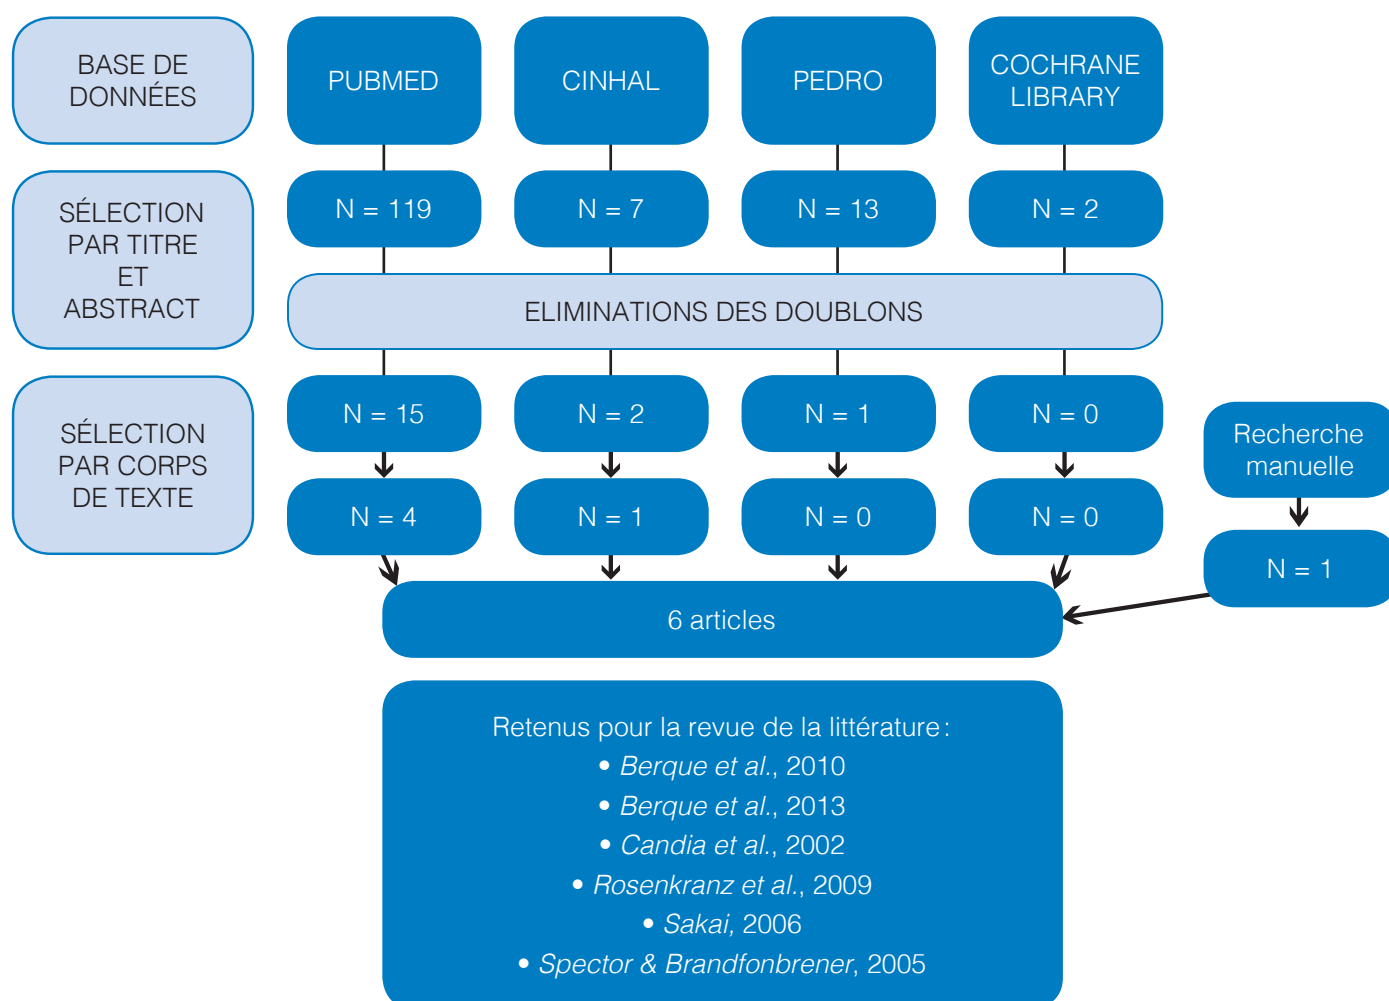 BASE DE
DONNÉES
PUBMED
CINHAL
PEDRO
COCHRANE
LIBRARY
SÉLECTION
PAR TITRE
ET
ABSTRACT
N = 119
N = 7
N = 13
N = 2
ELIMINATIONS DES DOUBLONS
SÉLECTION
PAR CORPS
DE TEXTE
N = 15
N = 2
N = 1
N = 0
Recherche
manuelle
N = 4
N = 1
N = 0
N = 0
N = 1
6 articles
Retenus pour la revue de la littérature :
• Berque et al., 2010
• Berque et al., 2013
• Candia et al., 2002
• Rosenkranz et al., 2009
• Sakai, 2006
• Spector & Brandfonbrener, 2005